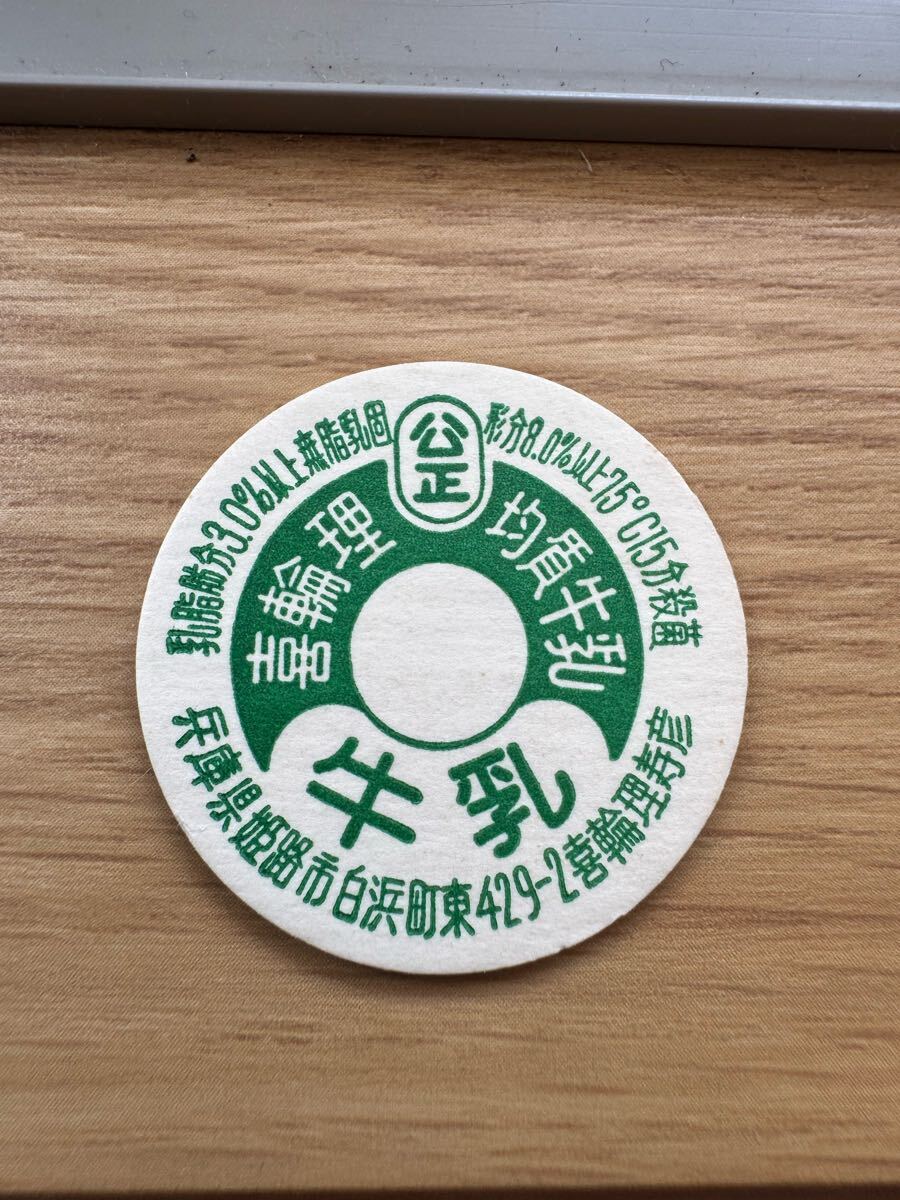 乳脂肪分3.0%以上無脂乳固形分8.0%以上75°C15分殺菌
公正
喜輪理
均質牛乳
牛乳
兵庫県姫路市白浜町東429-2喜輪理寿彦